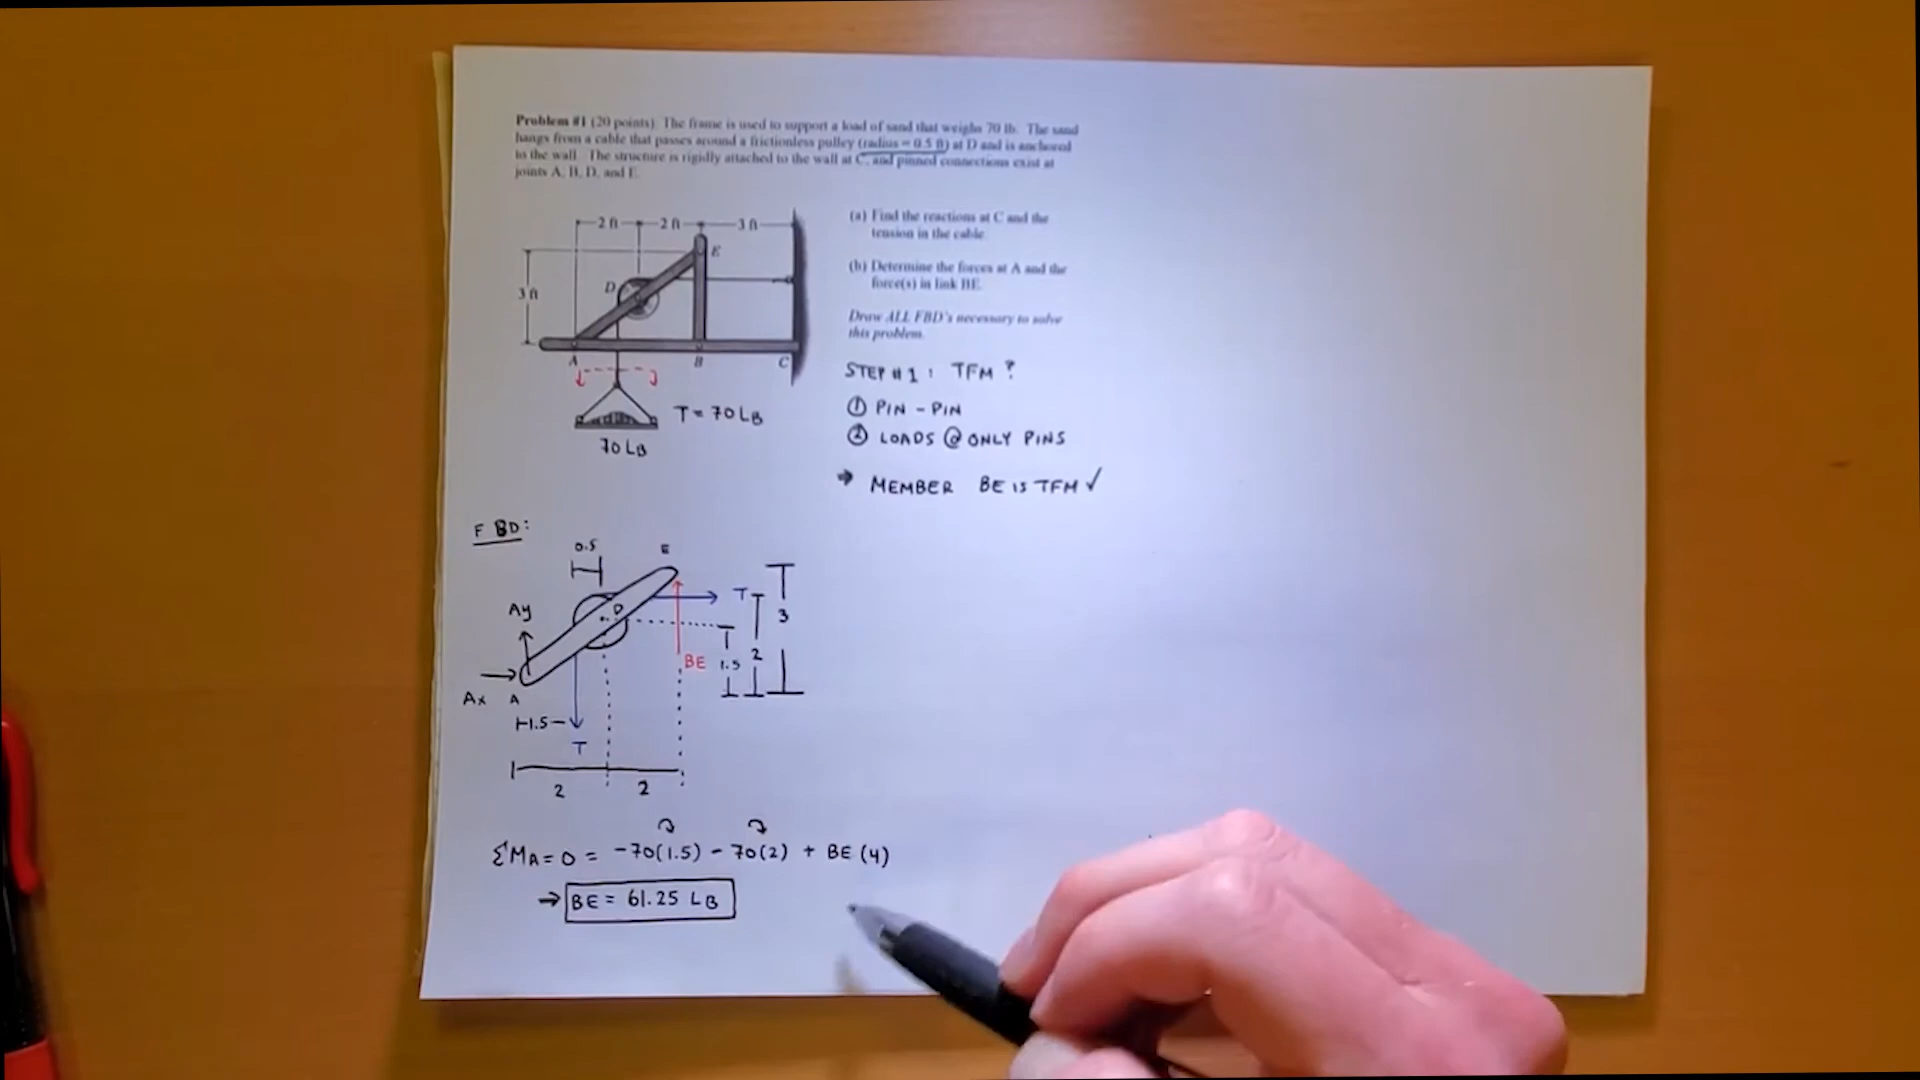 Problem #1 (20 points): The frame is used to support a load of sand that weighs 70 lb. The sand
hangs from a cable that passes around a frictionless pulley (radius = 0.5 ft) at D and is anchored
to the wall. The structure is rigidly attached to the wall at C, and pinned connections exist at
joints A, B, D, and E.
(a) Find the reactions at C and the
tension in the cable.
(b) Determine the forces at A and the
force(s) in link BE.
Draw ALL FBD's necessary to solve
this problem.
2 ft 2 ft 3 ft
E
D
3 ft
A B C
T = 70 LB
70 LB
STEP #1: TFM?
① PIN - PIN
② LOADS @ ONLY PINS
→ MEMBER BE IS TFM ✓
FBD:
0.5 E
T
Ay D 3
BE 1.5 2
Ax A
1.5
T
2 2
ΣMA = 0 = -70(1.5) - 70(2) + BE (4)
→ BE = 61.25 LB